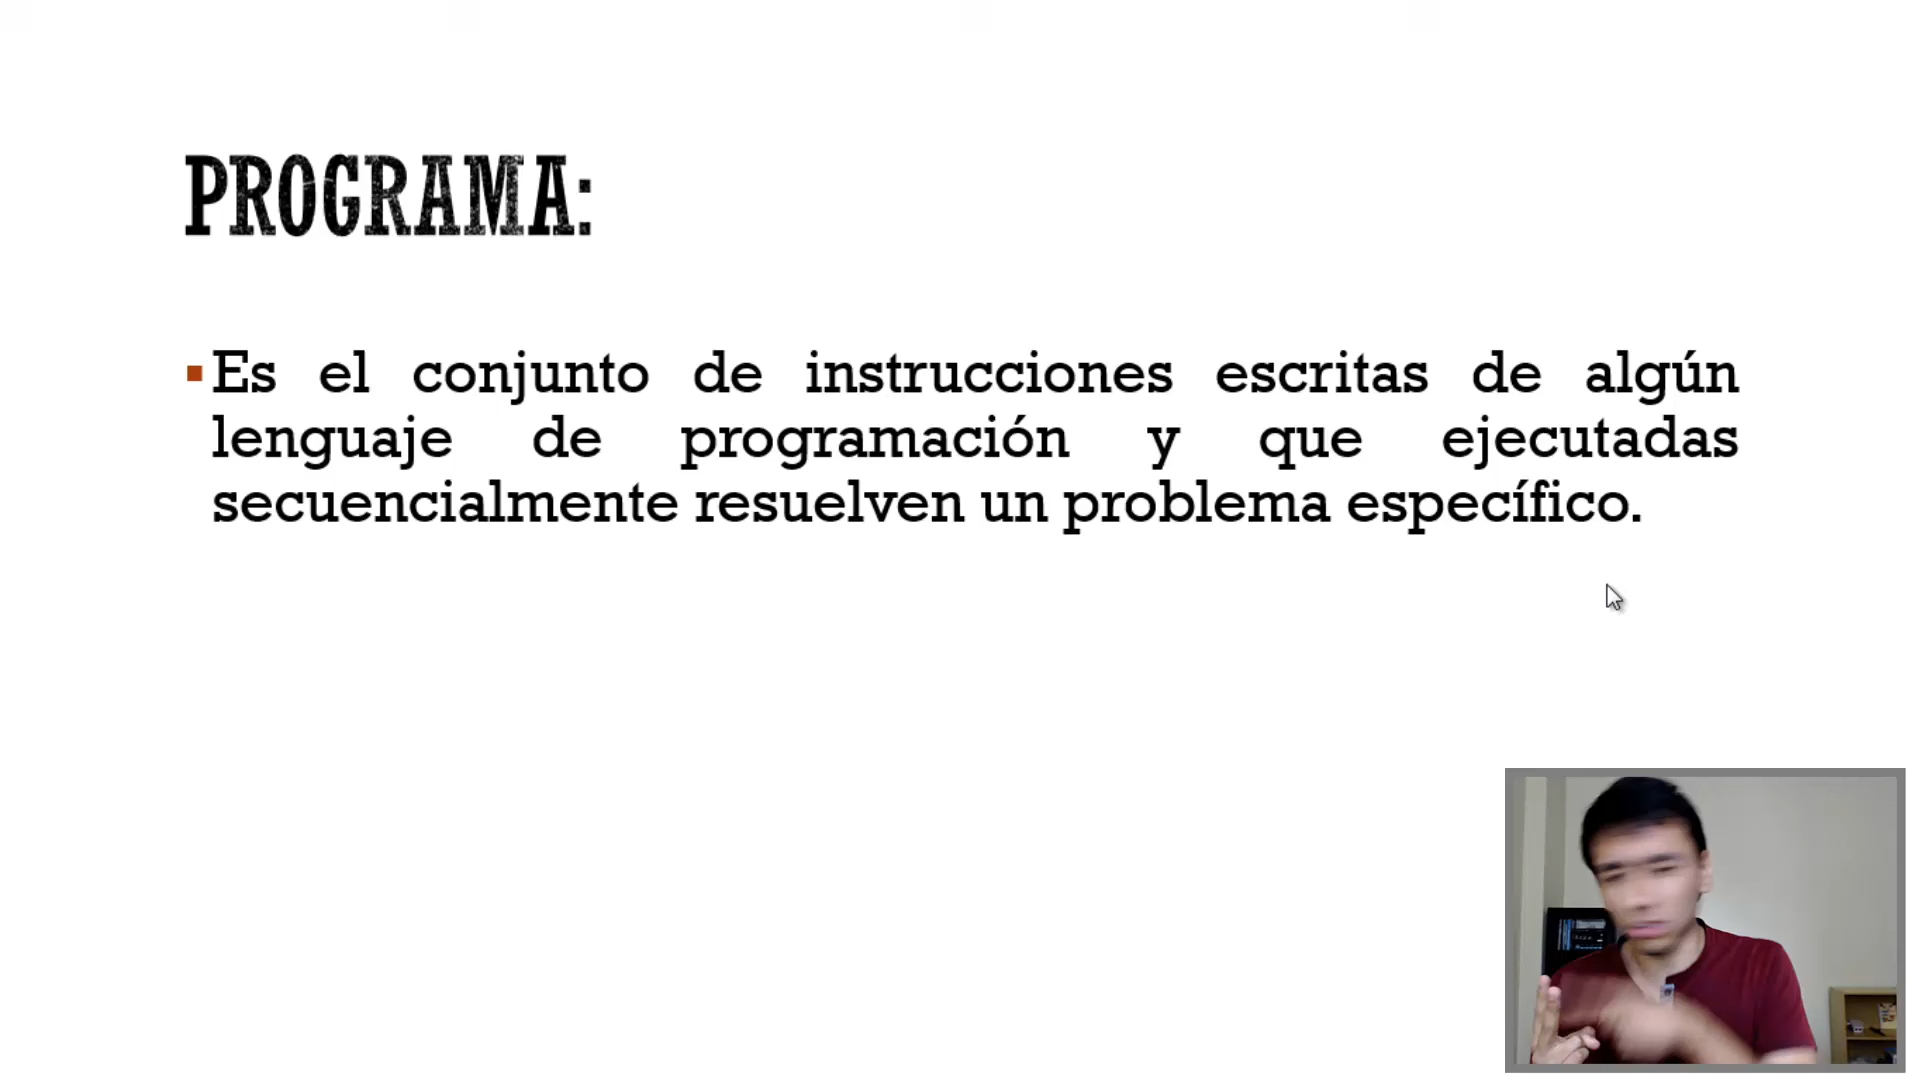 PROGRAMA:
▪Es el conjunto de instrucciones escritas de algún
lenguaje de programación y que ejecutadas
secuencialmente resuelven un problema específico.